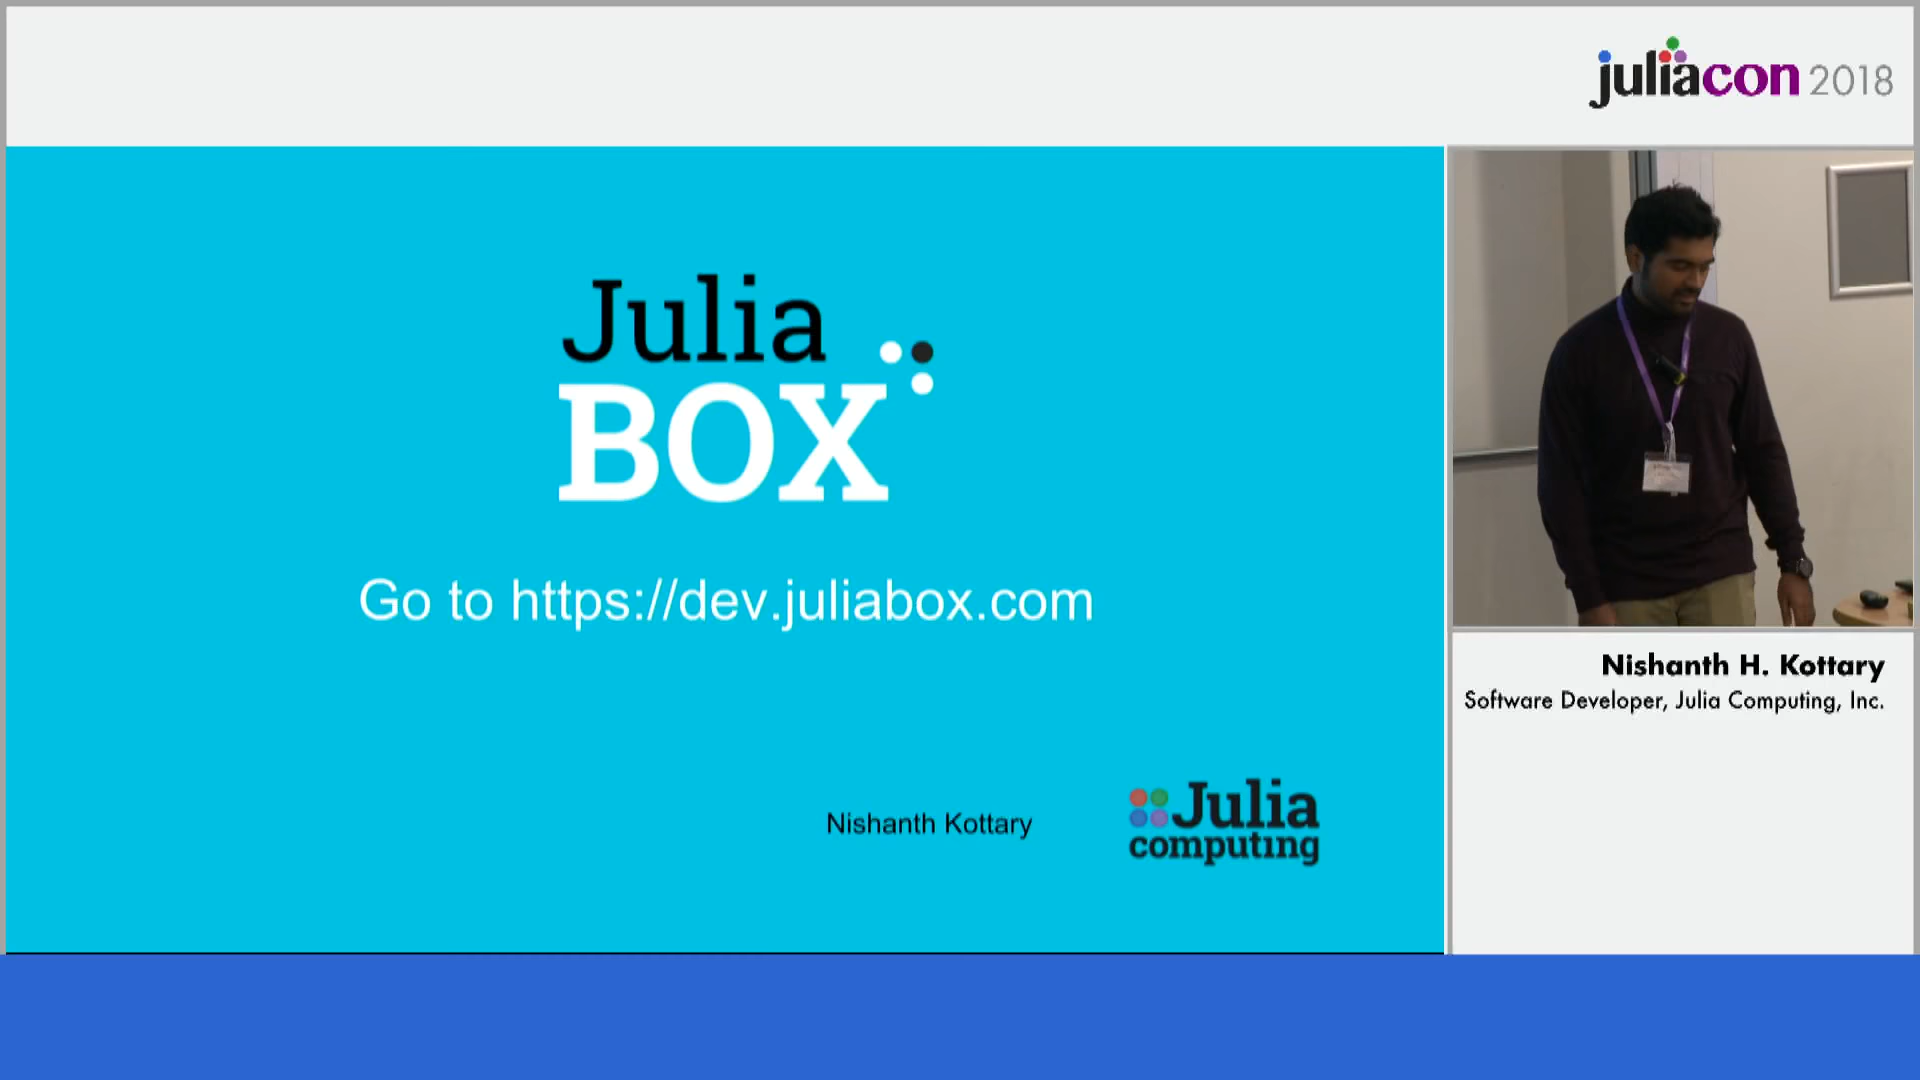 juliacon 2018
Julia
BOX
Go to https://dev.juliabox.com
Nishanth Kottary
Julia
computing
Nishanth H. Kottary
Software Developer, Julia Computing, Inc.